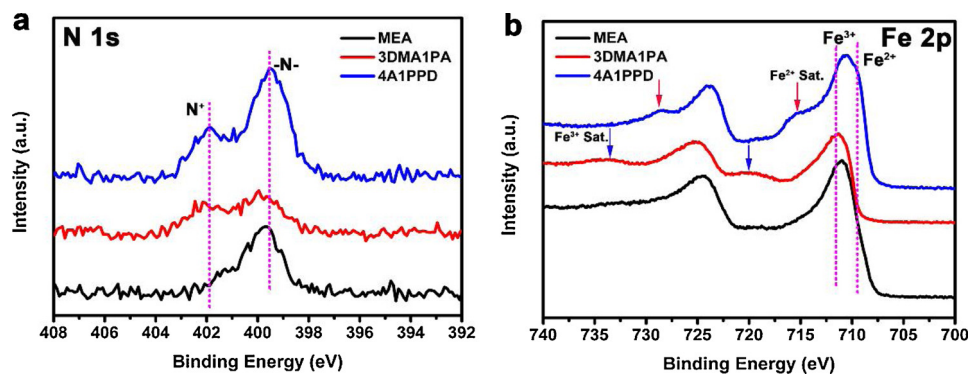 a
N 1s
MEA
3DMA1PA
4A1PPD
-N-
N⁺
Intensity (a.u.)
408 406 404 402 400 398 396 394 392
Binding Energy (eV)
b
Fe 2p
MEA
3DMA1PA
4A1PPD
Fe³⁺
Fe²⁺
Fe²⁺ Sat.
Fe³⁺ Sat.
Intensity (a.u.)
740 735 730 725 720 715 710 705 700
Binding Energy (eV)